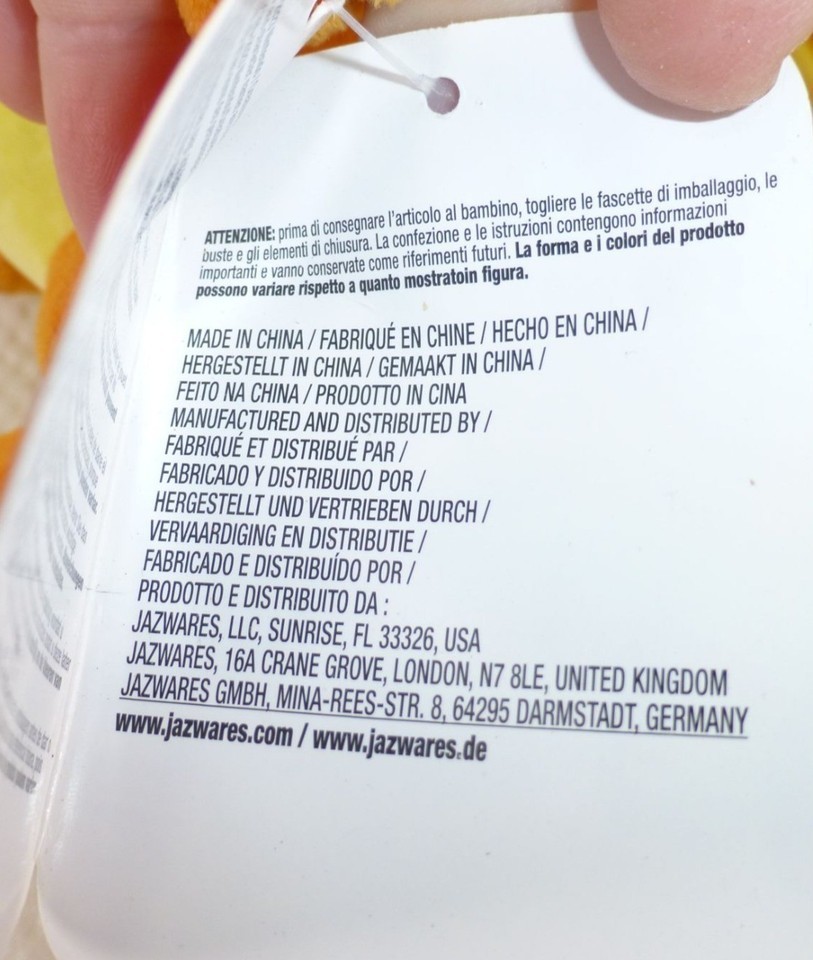 ATTENZIONE: prima di consegnare l'articolo al bambino, togliere le fascette di imballaggio, le
buste e gli elementi di chiusura. La confezione e le istruzioni contengono informazioni
importanti e vanno conservate come riferimenti futuri. La forma e i colori del prodotto
possono variare rispetto a quanto mostratoin figura.
MADE IN CHINA / FABRIQUÉ EN CHINE / HECHO EN CHINA /
HERGESTELLT IN CHINA / GEMAAKT IN CHINA /
FEITO NA CHINA / PRODOTTO IN CINA
MANUFACTURED AND DISTRIBUTED BY /
FABRIQUÉ ET DISTRIBUÉ PAR /
FABRICADO Y DISTRIBUIDO POR /
HERGESTELLT UND VERTRIEBEN DURCH /
VERVAARDIGING EN DISTRIBUTIE /
FABRICADO E DISTRIBUÍDO POR /
PRODOTTO E DISTRIBUITO DA :
JAZWARES, LLC, SUNRISE, FL 33326, USA
JAZWARES, 16A CRANE GROVE, LONDON, N7 8LE, UNITED KINGDOM
JAZWARES GMBH, MINA-REES-STR. 8, 64295 DARMSTADT, GERMANY
www.jazwares.com / www.jazwares.de